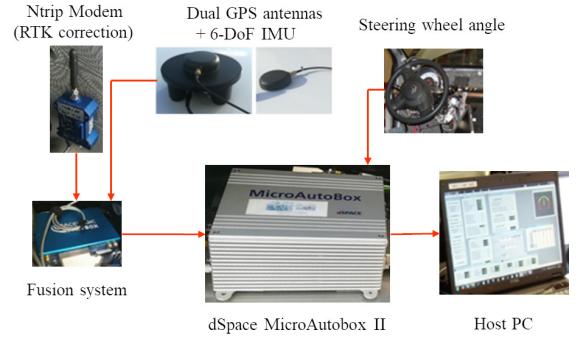 Ntrip Modem
(RTK correction)
Dual GPS antennas
+ 6-DoF IMU
Steering wheel angle
MicroAutoBox
dSPACE
Fusion system
dSpace MicroAutobox II
Host PC